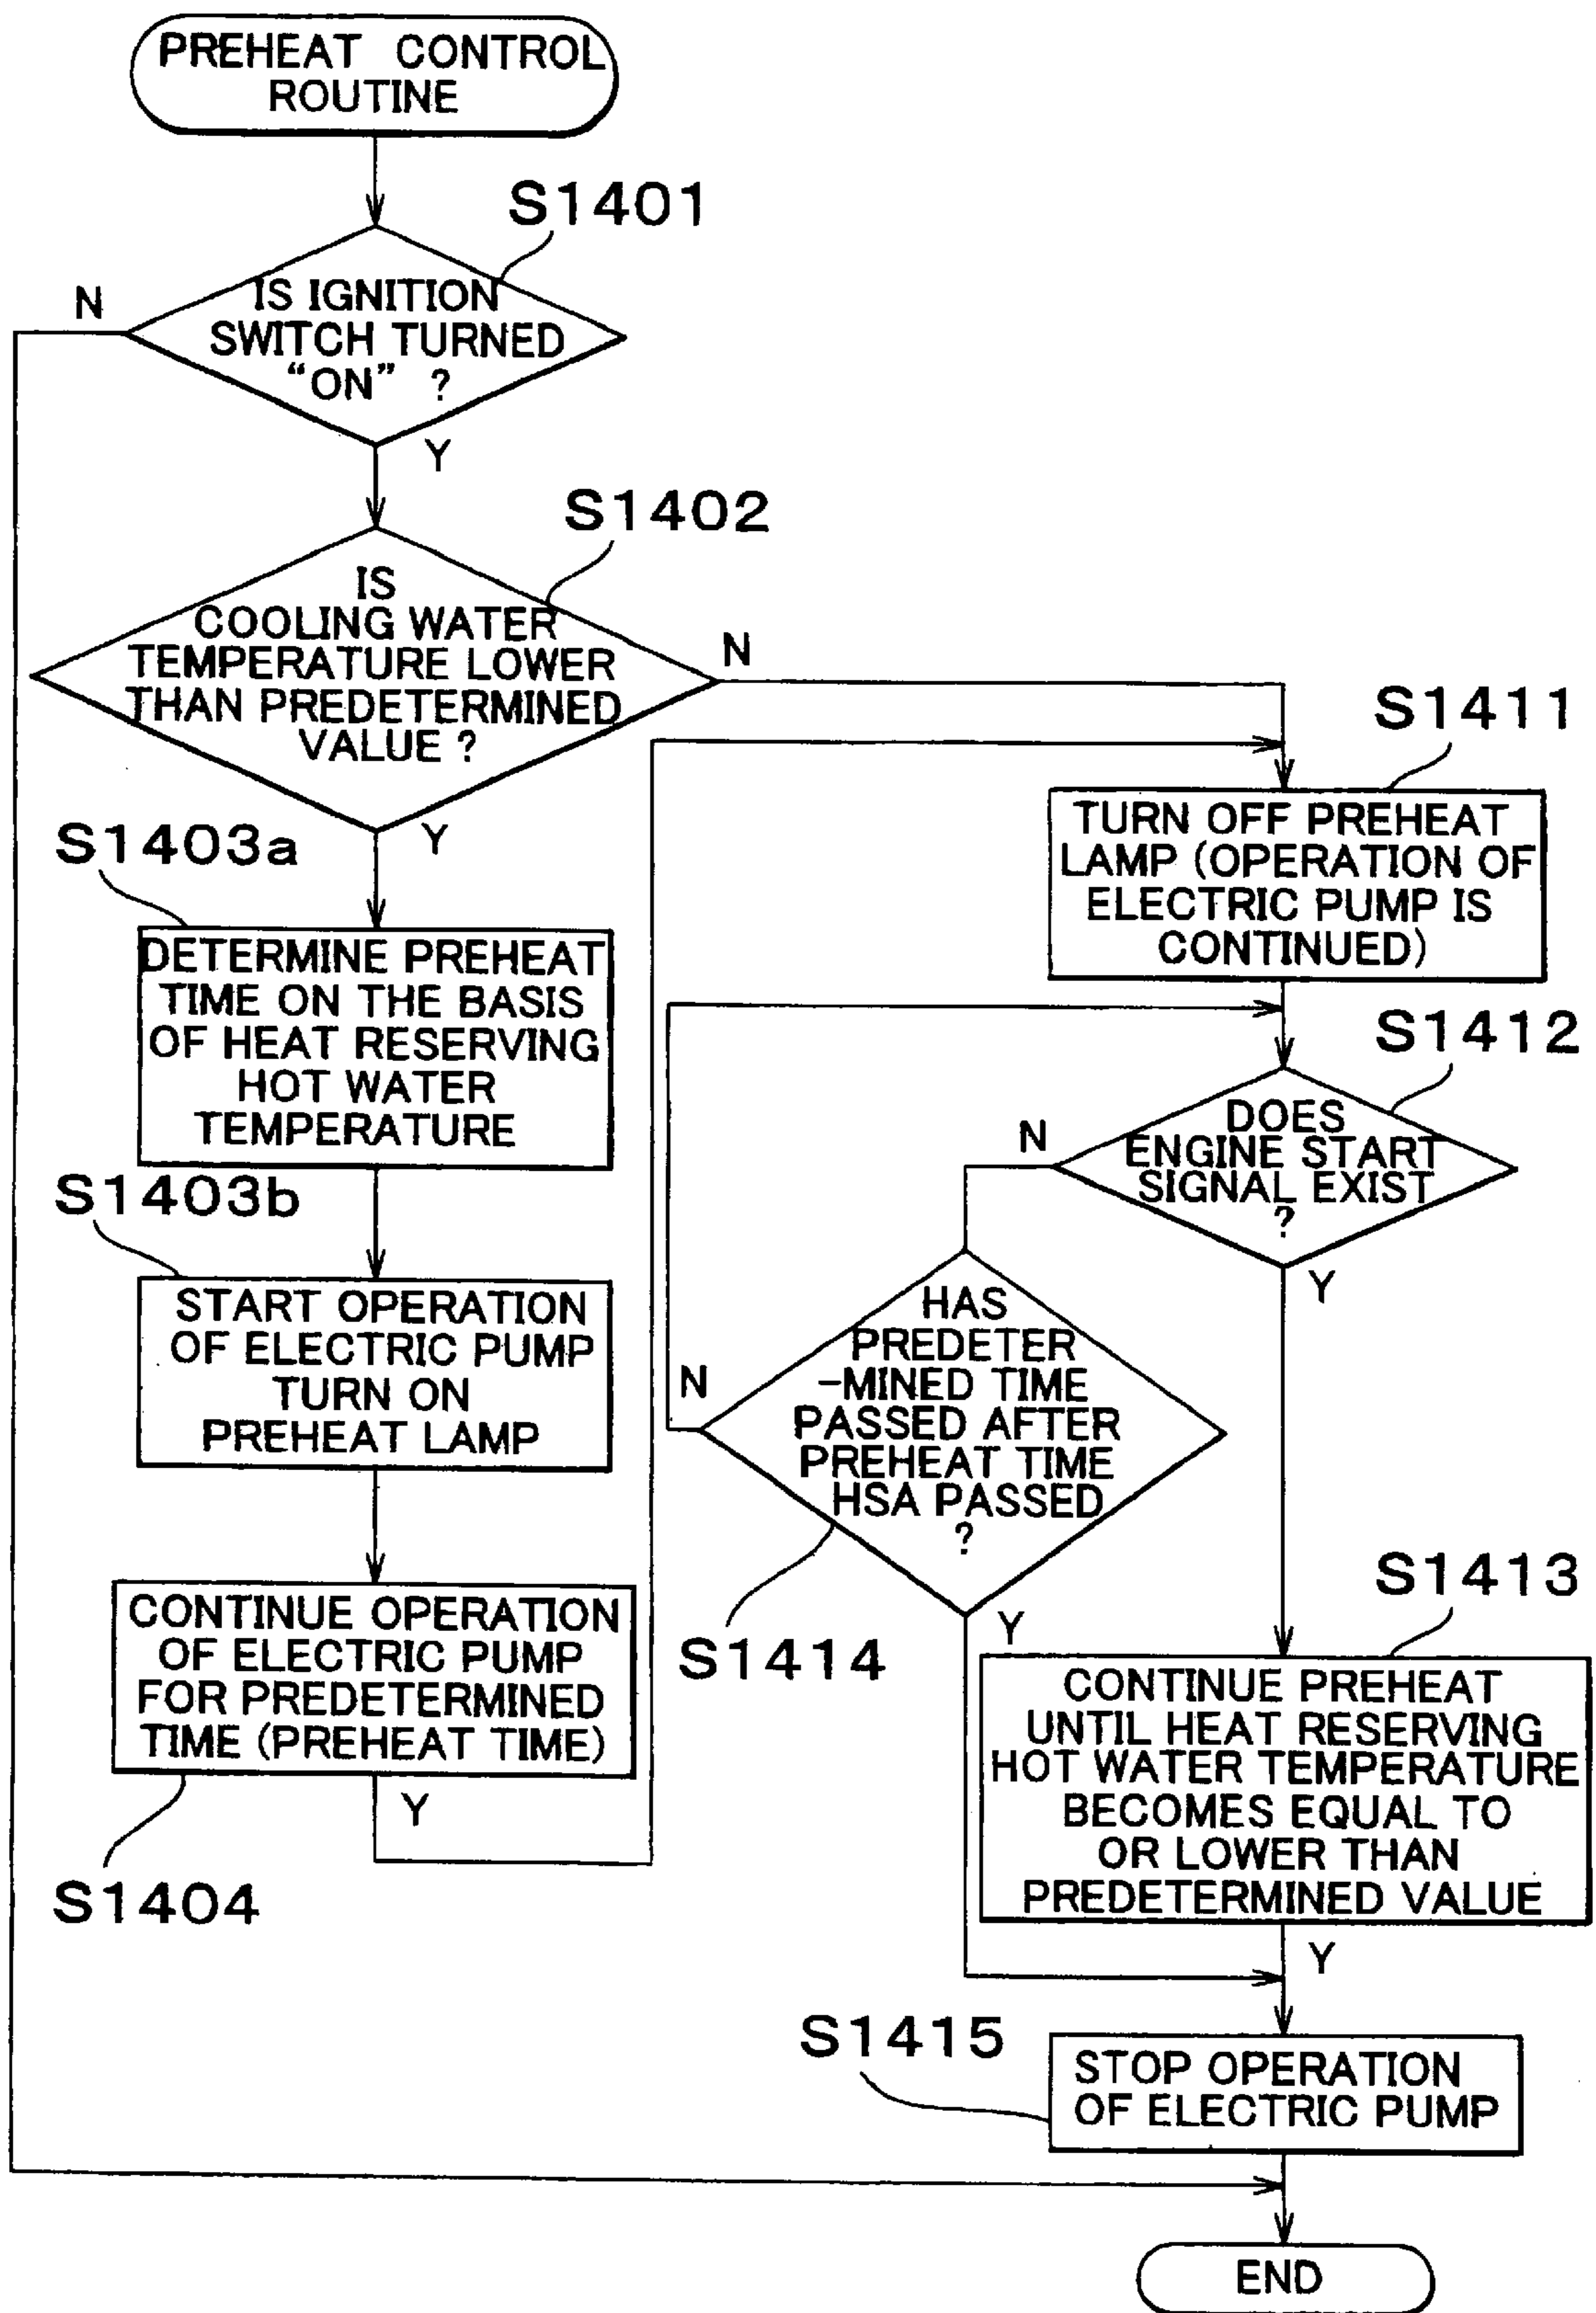 PREHEAT CONTROL
ROUTINE
S1401
N
IS IGNITION
SWITCH TURNED
“ON” ?
Y
S1402
IS
COOLING WATER
TEMPERATURE LOWER
THAN PREDETERMINED
VALUE ?
N
Y
S1403a
DETERMINE PREHEAT
TIME ON THE BASIS
OF HEAT RESERVING
HOT WATER
TEMPERATURE
S1403b
START OPERATION
OF ELECTRIC PUMP
TURN ON
PREHEAT LAMP
CONTINUE OPERATION
OF ELECTRIC PUMP
FOR PREDETERMINED
TIME (PREHEAT TIME)
Y
S1404
S1411
TURN OFF PREHEAT
LAMP (OPERATION OF
ELECTRIC PUMP IS
CONTINUED)
S1412
DOES
ENGINE START
SIGNAL EXIST
?
N
Y
HAS
PREDETER
-MINED TIME
PASSED AFTER
PREHEAT TIME
HSA PASSED
?
N
Y
S1414
S1413
CONTINUE PREHEAT
UNTIL HEAT RESERVING
HOT WATER TEMPERATURE
BECOMES EQUAL TO
OR LOWER THAN
PREDETERMINED VALUE
Y
S1415
STOP OPERATION
OF ELECTRIC PUMP
END